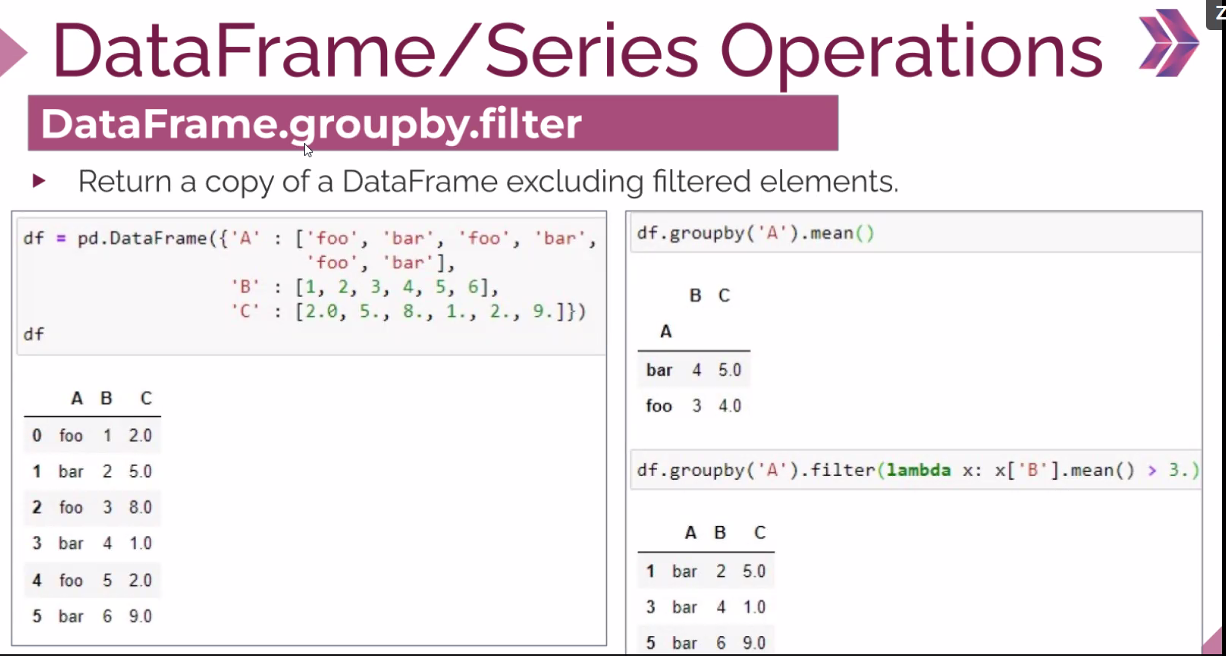 DataFrame/Series Operations
DataFrame.groupby.filter
Return a copy of a DataFrame excluding filtered elements.
df = pd.DataFrame({'A' : ['foo', 'bar', 'foo', 'bar',
'foo', 'bar'],
'B' : [1, 2, 3, 4, 5, 6],
'C' : [2.0, 5., 8., 1., 2., 9.]})
df
A B C
0 foo 1 2.0
1 bar 2 5.0
2 foo 3 8.0
3 bar 4 1.0
4 foo 5 2.0
5 bar 6 9.0
df.groupby('A').mean()
B C
A
bar 4 5.0
foo 3 4.0
df.groupby('A').filter(lambda x: x['B'].mean() > 3.)
A B C
1 bar 2 5.0
3 bar 4 1.0
5 bar 6 9.0